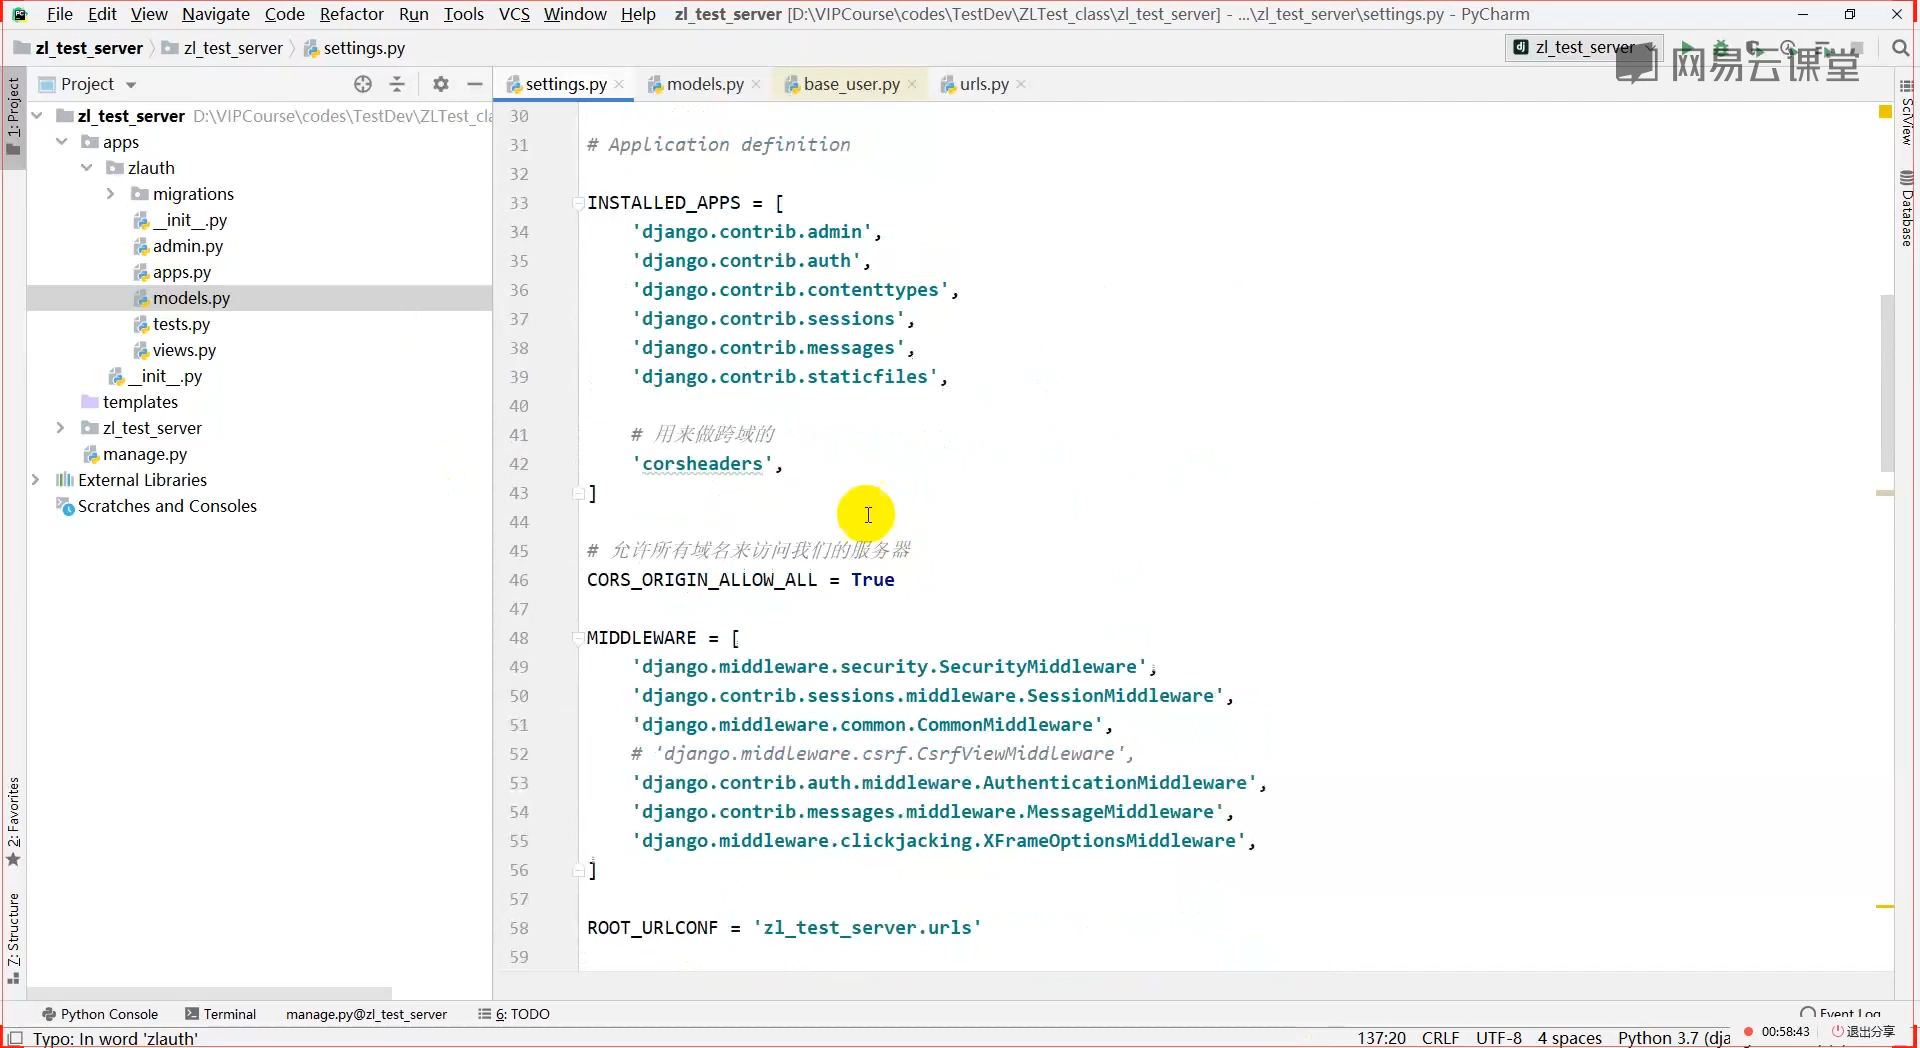 File Edit View Navigate Code Refactor Run Tools VCS Window Help zl_test_server [D:\VIPCourse\codes\TestDev\ZLTest_class\zl_test_server] - ...\zl_test_server\settings.py - PyCharm
zl_test_server zl_test_server settings.py
zl_test_server
网易云课堂
Project
settings.py models.py base_user.py urls.py
1: Project
SciView
Database
2: Favorites
7: Structure
zl_test_server D:\VIPCourse\codes\TestDev\ZLTest_cl
apps
zlauth
migrations
__init__.py
admin.py
apps.py
models.py
tests.py
views.py
__init__.py
templates
zl_test_server
manage.py
External Libraries
Scratches and Consoles
30
31 # Application definition
32
33 INSTALLED_APPS = [
34 'django.contrib.admin',
35 'django.contrib.auth',
36 'django.contrib.contenttypes',
37 'django.contrib.sessions',
38 'django.contrib.messages',
39 'django.contrib.staticfiles',
40
41 # 用来做跨域的
42 'corsheaders',
43 ]
44
45 # 允许所有域名来访问我们的服务器
46 CORS_ORIGIN_ALLOW_ALL = True
47
48 MIDDLEWARE = [
49 'django.middleware.security.SecurityMiddleware',
50 'django.contrib.sessions.middleware.SessionMiddleware',
51 'django.middleware.common.CommonMiddleware',
52 # 'django.middleware.csrf.CsrfViewMiddleware',
53 'django.contrib.auth.middleware.AuthenticationMiddleware',
54 'django.contrib.messages.middleware.MessageMiddleware',
55 'django.middleware.clickjacking.XFrameOptionsMiddleware',
56 ]
57
58 ROOT_URLCONF = 'zl_test_server.urls'
59
Python Console Terminal manage.py@zl_test_server 6: TODO Event Log
Typo: In word 'zlauth' 137:20 CRLF UTF-8 4 spaces Python 3.7 (dja 00:58:43 退出分享